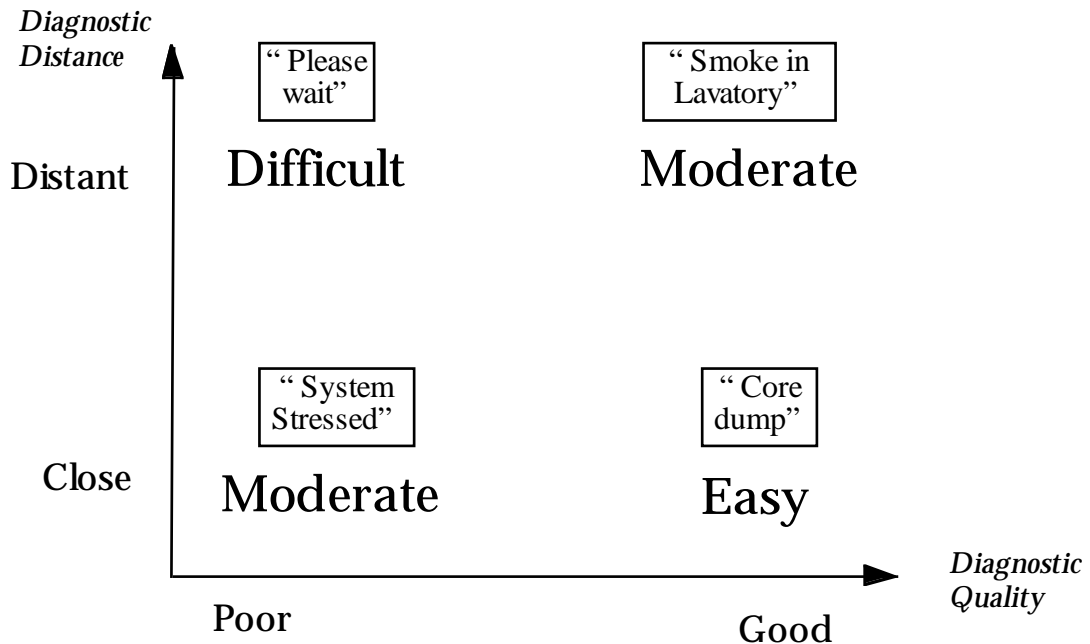 Diagnostic
Distance
“ Please
wait”
“ Smoke in
Lavatory”
Distant
Difficult
Moderate
“ System
Stressed”
“ Core
dump”
Close
Moderate
Easy
Diagnostic
Quality
Poor
Good